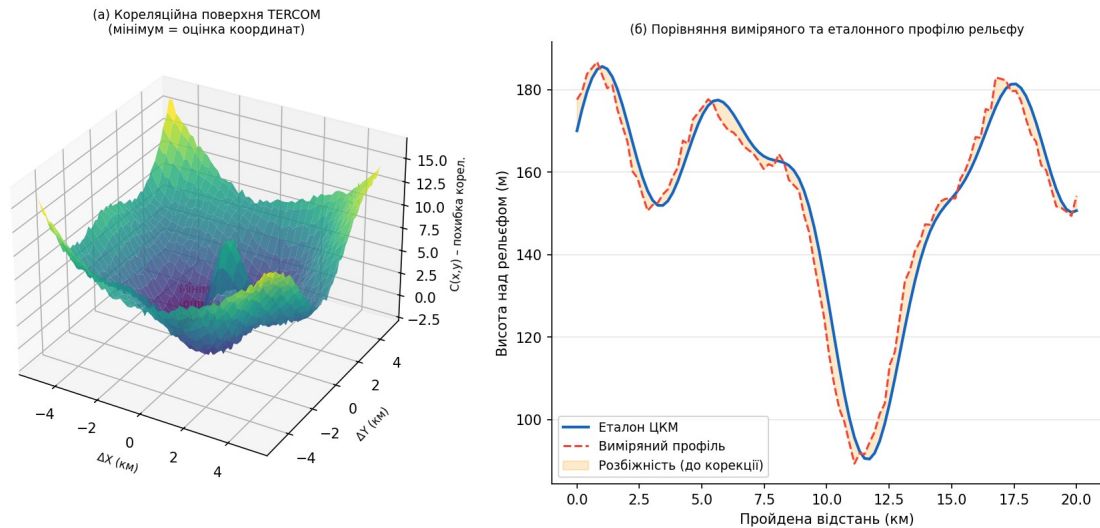 (а) Кореляційна поверхня TERCOM
(мінімум = оцінка координат)
15.0
12.5
10.0
7.5
5.0
2.5
0.0
−2.5
C(x,y) – похибка корел.
−4
−2
0
2
4
ΔX (км)
−4
−2
0
2
4
ΔY (км)
(б) Порівняння виміряного та еталонного профілю рельєфу
180
160
140
120
100
Висота над рельєфом (м)
Еталон ЦКМ
Виміряний профіль
Розбіжність (до корекції)
0.0
2.5
5.0
7.5
10.0
12.5
15.0
17.5
20.0
Пройдена відстань (км)